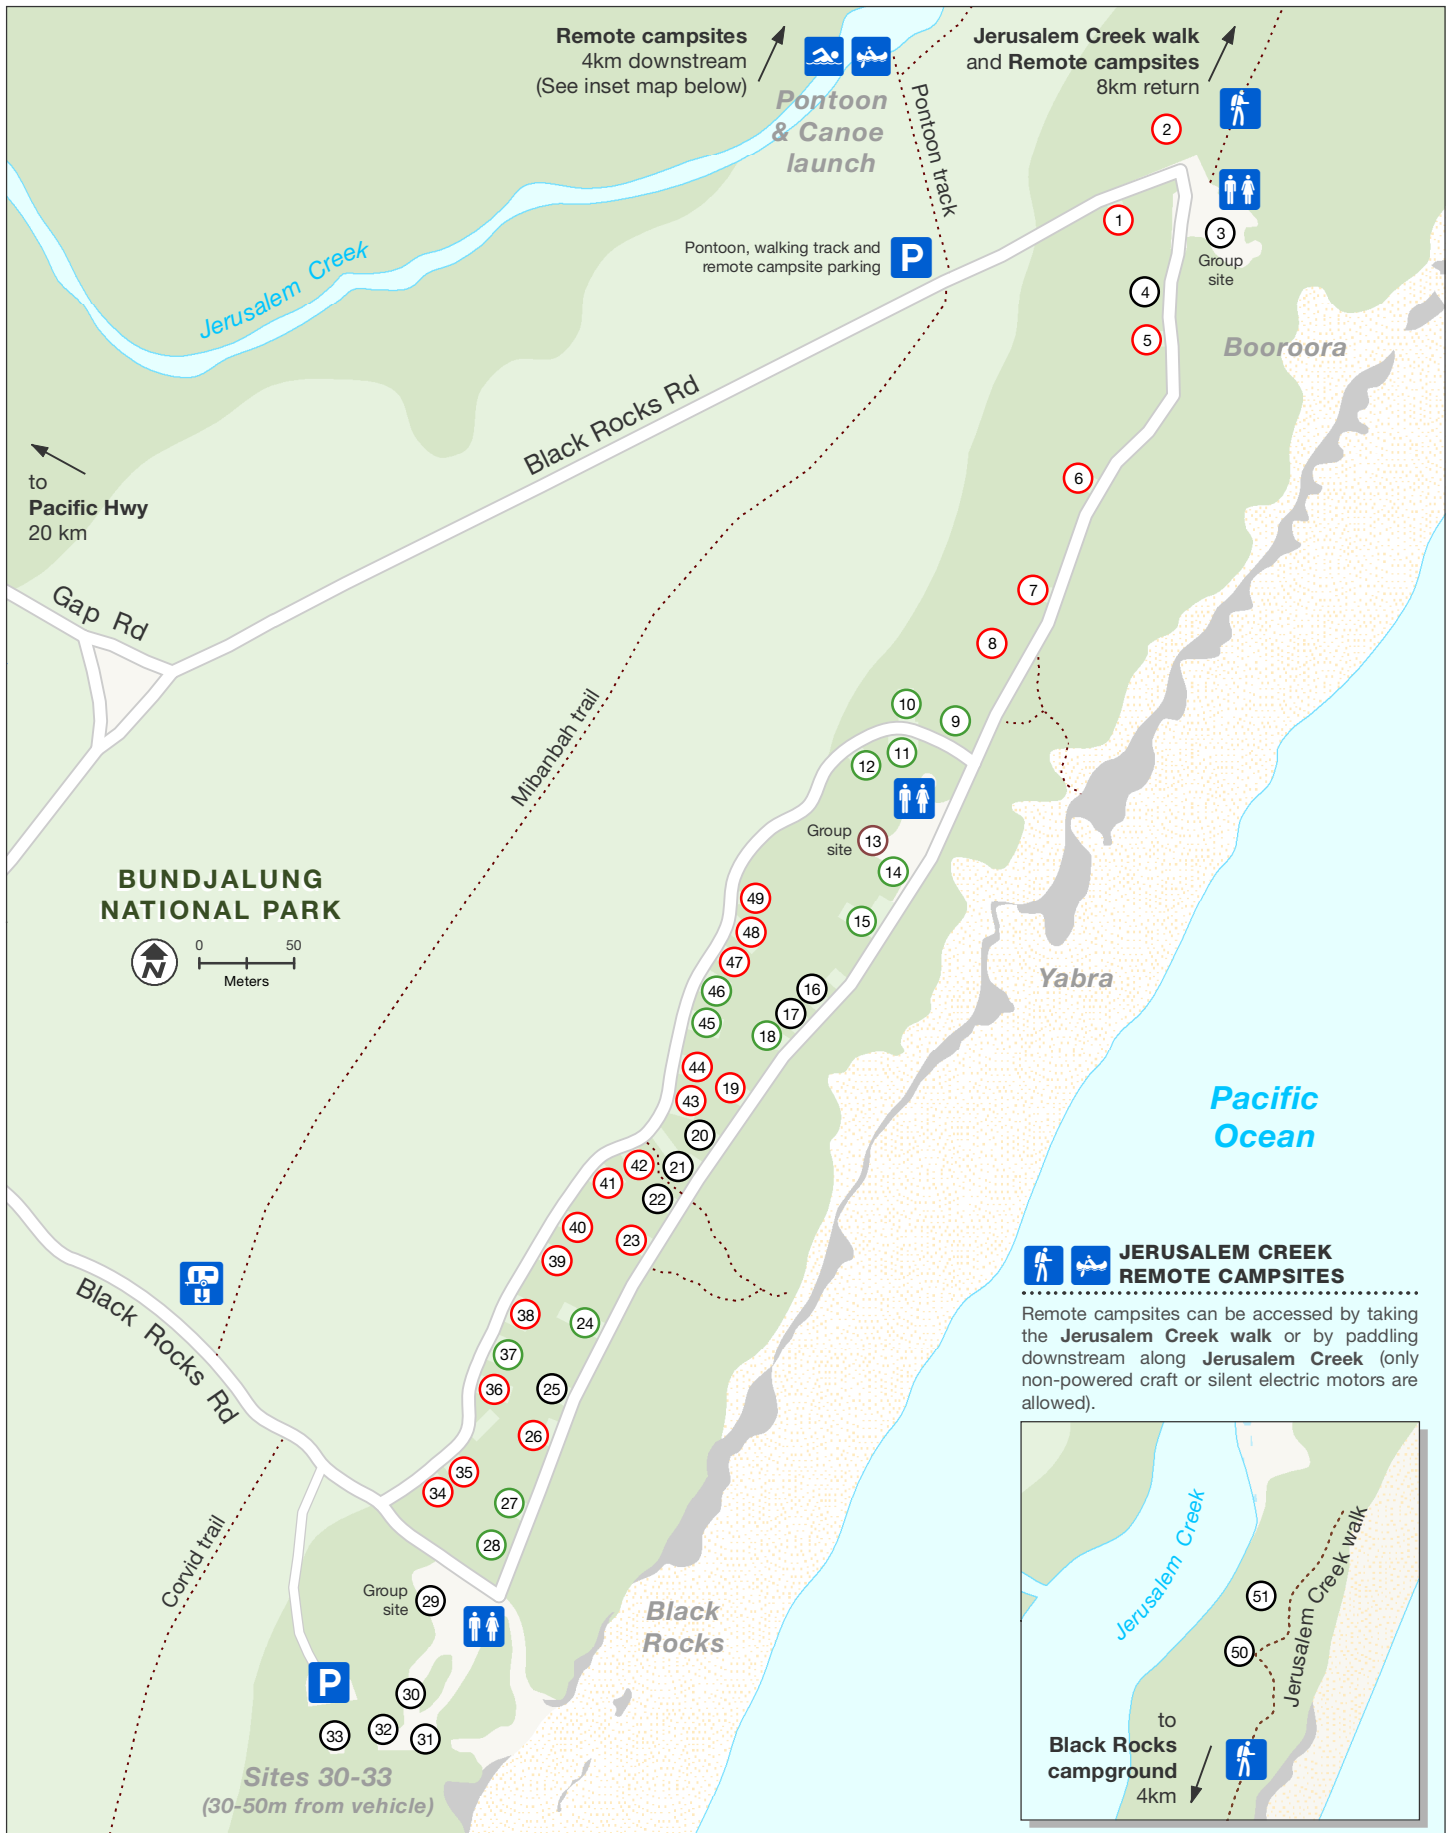 Remote campsites
4km downstream
(See inset map below)
Pontoon
& Canoe
launch
Pontoon track
Jerusalem Creek walk
and Remote campsites
8km return
2
1
3
Group
site
4
5
Pontoon, walking track and
remote campsite parking
P
Jerusalem Creek
Booroora
Black Rocks Rd
to
Pacific Hwy
20 km
6
Gap Rd
7
8
10
9
11
12
Mibanbah trail
Group
site
13
14
15
BUNDJALUNG
NATIONAL PARK
N
0
50
Meters
49
48
47
46
45
16
17
18
Yabra
44
43
19
20
21
22
42
41
40
39
23
Pacific
Ocean
38
37
36
24
25
26
35
34
27
28
Black Rocks Rd
Corvid trail
Group
site
29
P
30
31
32
33
Sites 30-33
(30-50m from vehicle)
Black
Rocks
JERUSALEM CREEK
REMOTE CAMPSITES
Remote campsites can be accessed by taking
the Jerusalem Creek walk or by paddling
downstream along Jerusalem Creek (only
non-powered craft or silent electric motors are
allowed).
Jerusalem Creek
51
50
Jerusalem Creek walk
to
Black Rocks
campground
4km